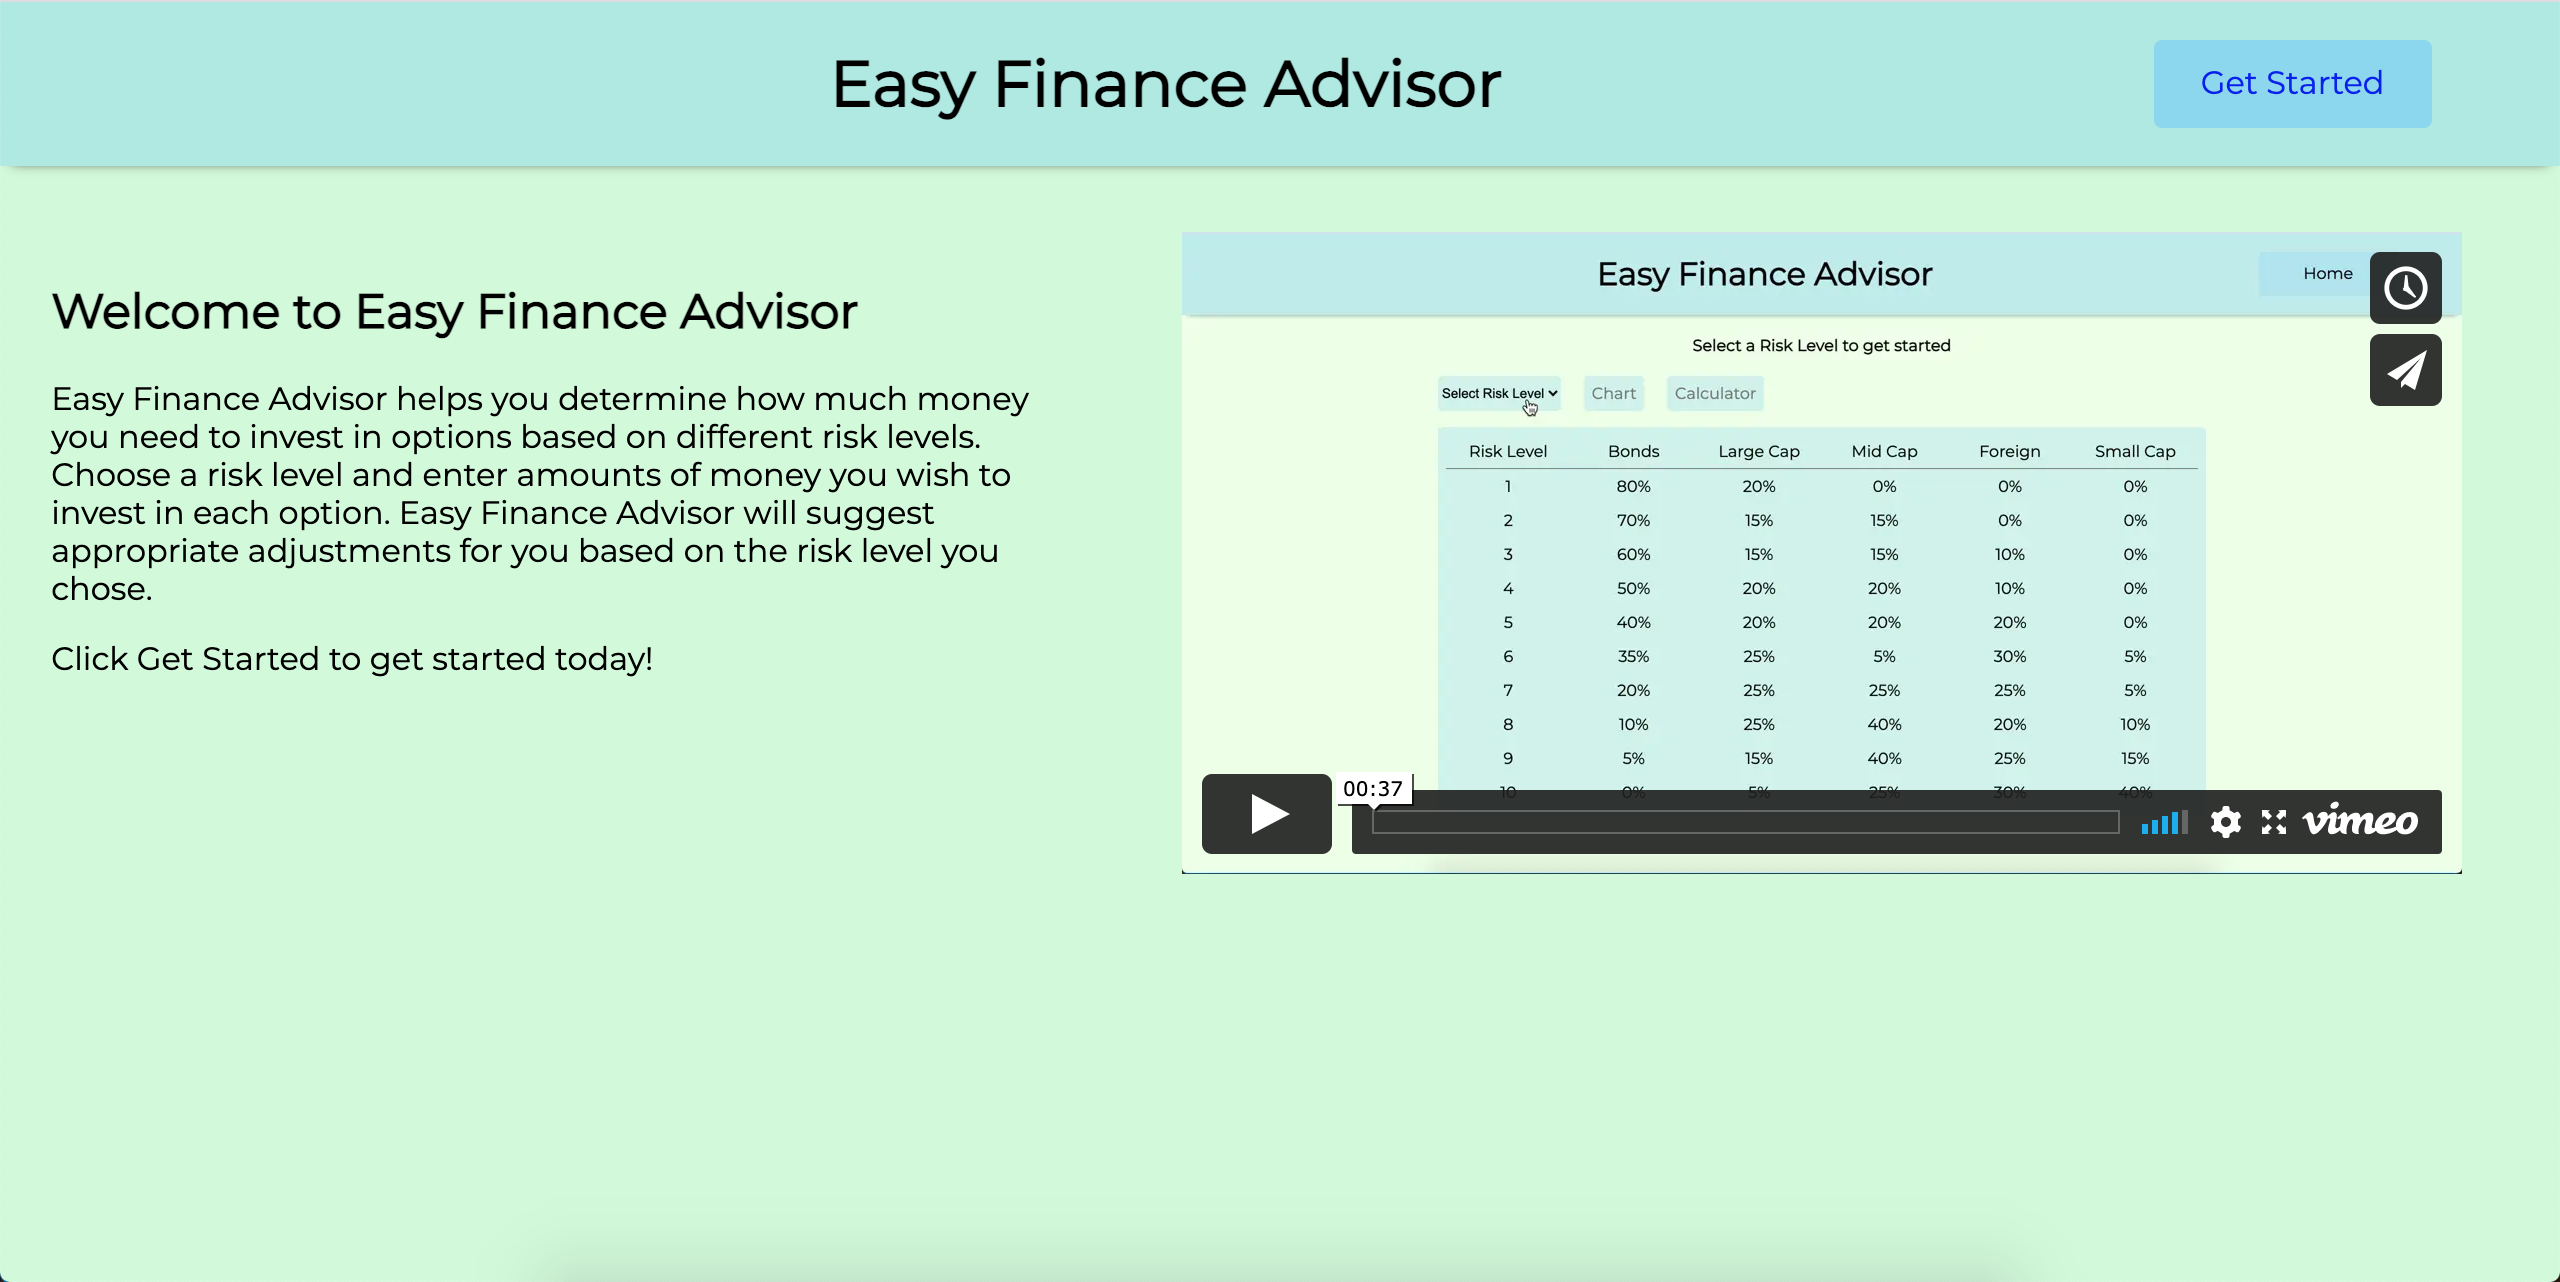 Easy Finance Advisor
Get Started
Welcome to Easy Finance Advisor
Easy Finance Advisor helps you determine how much money
you need to invest in options based on different risk levels.
Choose a risk level and enter amounts of money you wish to
invest in each option. Easy Finance Advisor will suggest
appropriate adjustments for you based on the risk level you
chose.
Click Get Started to get started today!
Easy Finance Advisor
Home
Select a Risk Level to get started
Select Risk Level
Chart
Calculator
Risk Level Bonds Large Cap Mid Cap Foreign Small Cap
1 80% 20% 0% 0% 0%
2 70% 15% 15% 0% 0%
3 60% 15% 15% 10% 0%
4 50% 20% 20% 10% 0%
5 40% 20% 20% 20% 0%
6 35% 25% 5% 30% 5%
7 20% 25% 25% 25% 5%
8 10% 25% 40% 20% 10%
9 5% 15% 40% 25% 15%
10 0% 5% 25% 30% 40%
00:37
vimeo